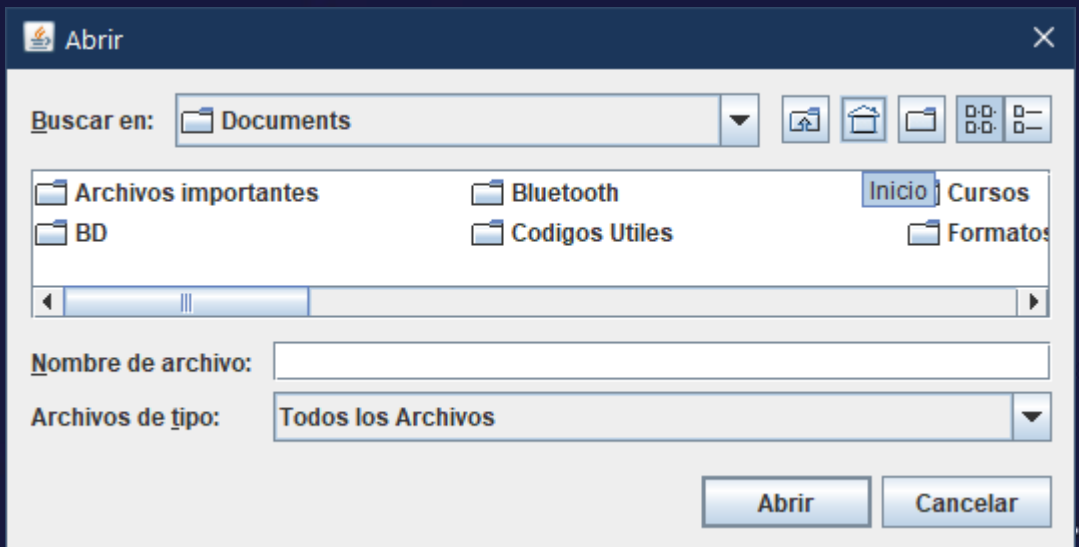 Abrir
Buscar en: Documents
Archivos importantes Bluetooth Inicio Cursos
BD Codigos Utiles Formatos
Nombre de archivo:
Archivos de tipo: Todos los Archivos
Abrir Cancelar